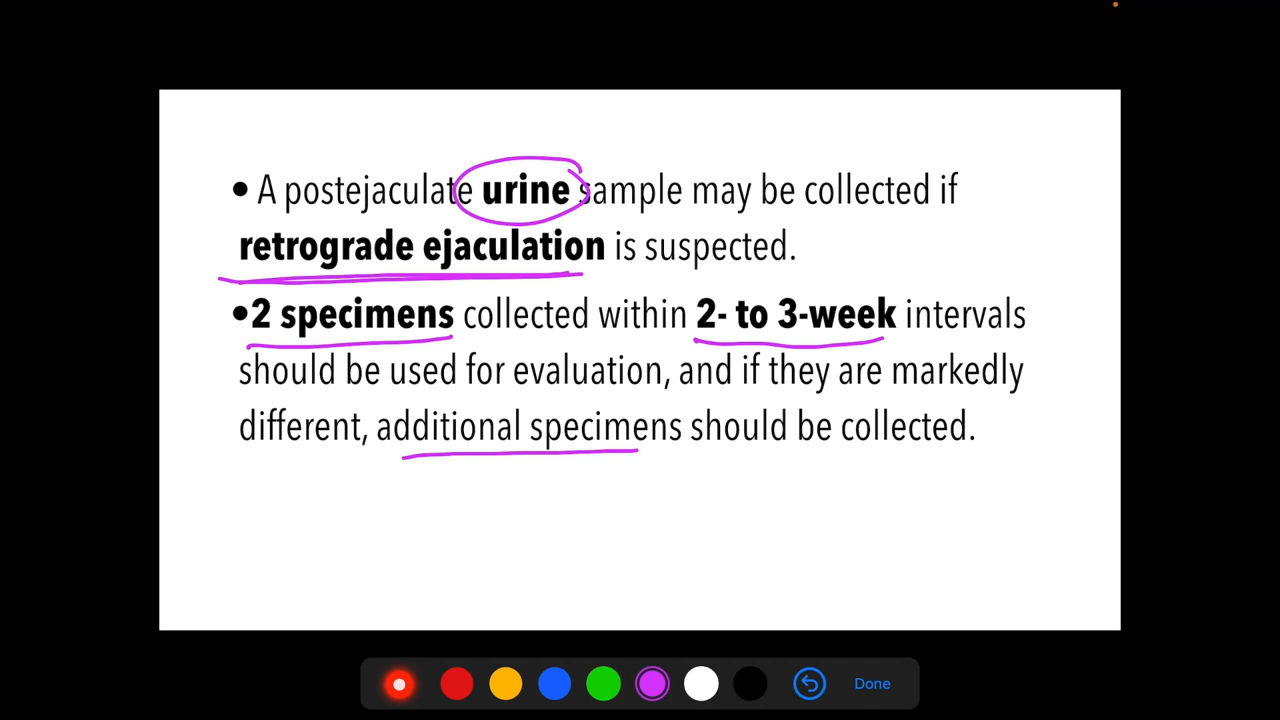 • A postejaculate urine sample may be collected if
retrograde ejaculation is suspected.
•2 specimens collected within 2- to 3-week intervals
should be used for evaluation, and if they are markedly
different, additional specimens should be collected.
Done